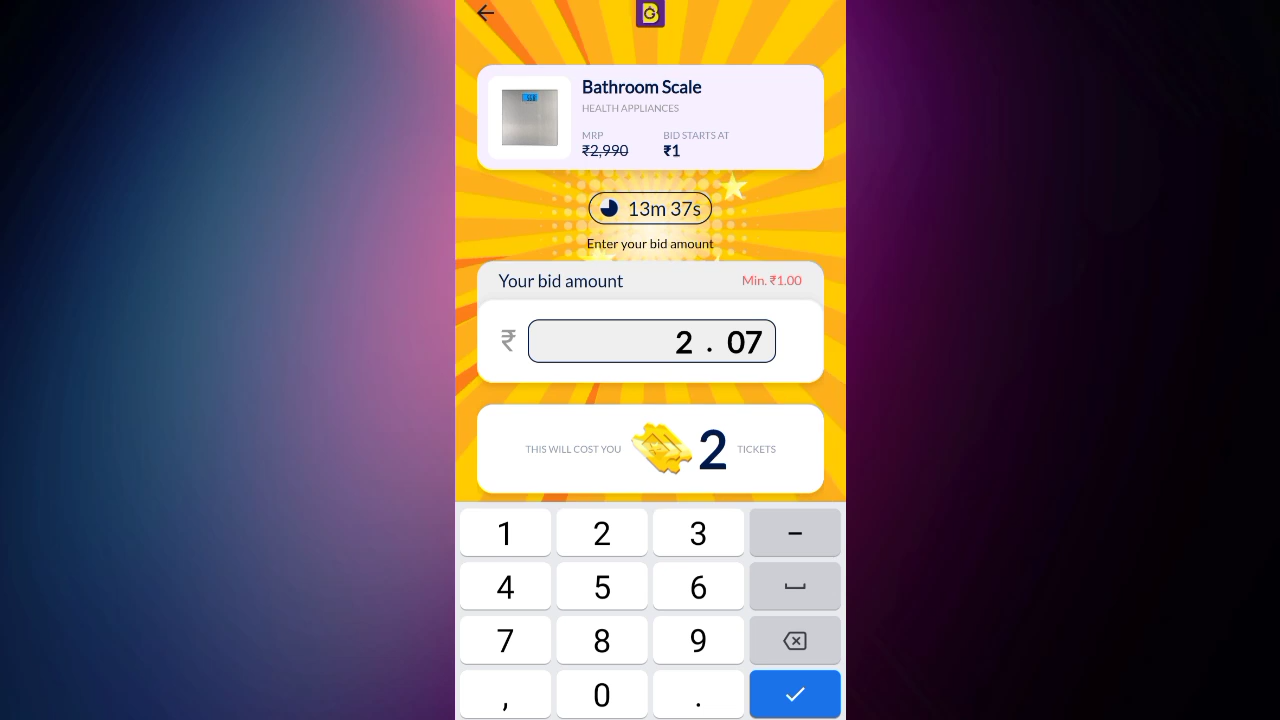 Bathroom Scale
HEALTH APPLIANCES
MRP BID STARTS AT
₹2,990 ₹1
13m 37s
Enter your bid amount
Your bid amount Min. ₹1.00
₹ 2 . 07
THIS WILL COST YOU 2 TICKETS
1 2 3 –
4 5 6
7 8 9
, 0 .